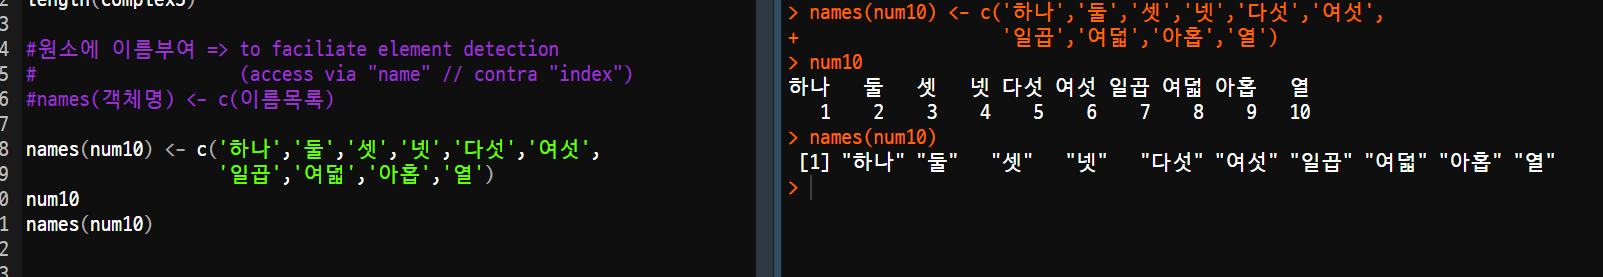 length(complex3)
3
4 #원소에 이름부여 => to faciliate element detection
5 # (access via "name" // contra "index")
6 #names(객체명) <- c(이름목록)
7
8 names(num10) <- c('하나','둘','셋','넷','다섯','여섯',
9 '일곱','여덟','아홉','열')
0 num10
1 names(num10)
2
3
> names(num10) <- c('하나','둘','셋','넷','다섯','여섯',
+ '일곱','여덟','아홉','열')
> num10
하나 둘 셋 넷 다섯 여섯 일곱 여덟 아홉 열
1 2 3 4 5 6 7 8 9 10
> names(num10)
[1] "하나" "둘" "셋" "넷" "다섯" "여섯" "일곱" "여덟" "아홉" "열"
>